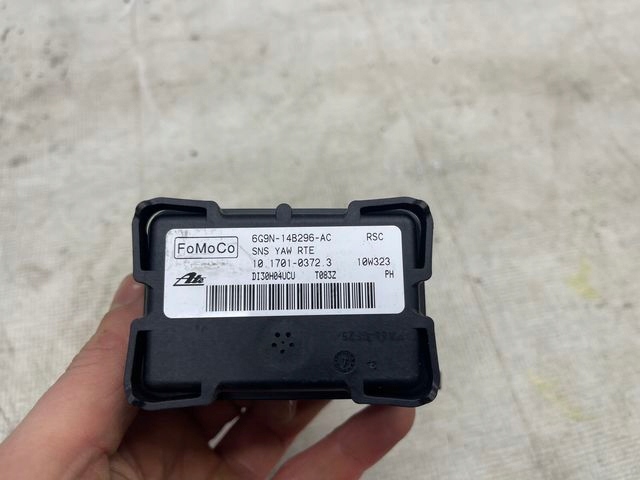 FoMoCo 6G9N-14B296-AC RSC
SNS YAW RTE
10.1701-0372.3 10W323
Ate DI30H04UCU T083Z PH